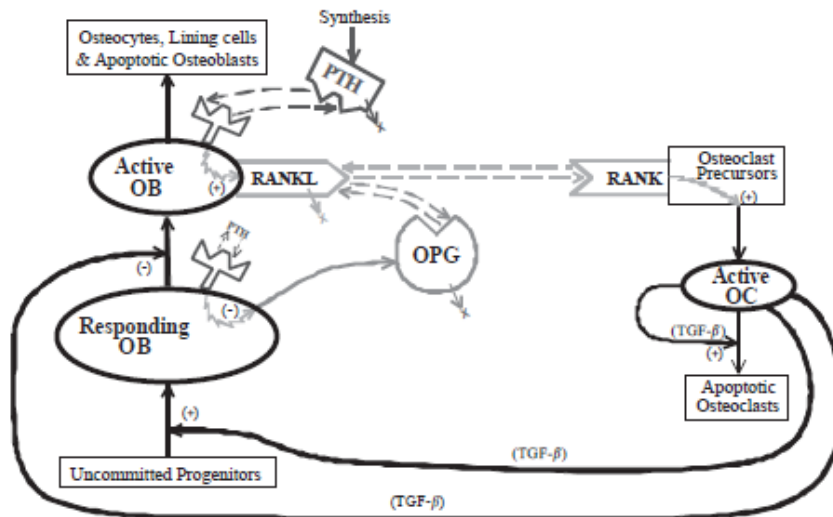 Synthesis
Osteocytes, Lining cells
& Apoptotic Osteoblasts
PTH
x
Active
OB
(+)
RANKL
x
RANK
Osteoclast
Precursors
(+)
PTH
(-)
(-)
OPG
x
Responding
OB
Active
OC
(TGF-β)
(+)
Apoptotic
Osteoclasts
(+)
Uncommitted Progenitors
(TGF-β)
(TGF-β)